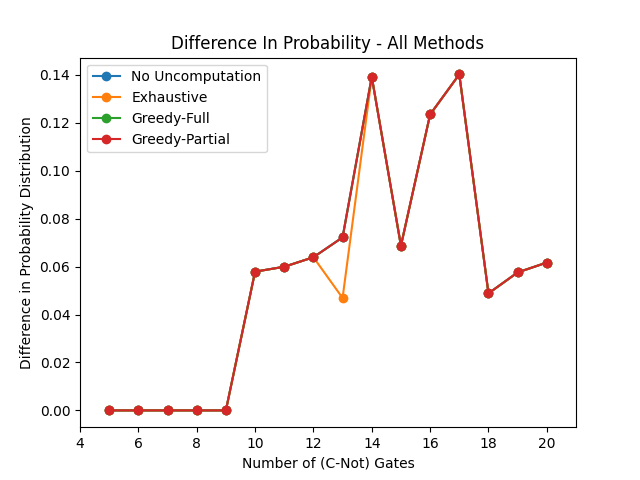 Difference In Probability - All Methods
No Uncomputation
Exhaustive
Greedy-Full
Greedy-Partial
Difference in Probability Distribution
0.14
0.12
0.10
0.08
0.06
0.04
0.02
0.00
4 6 8 10 12 14 16 18 20
Number of (C-Not) Gates